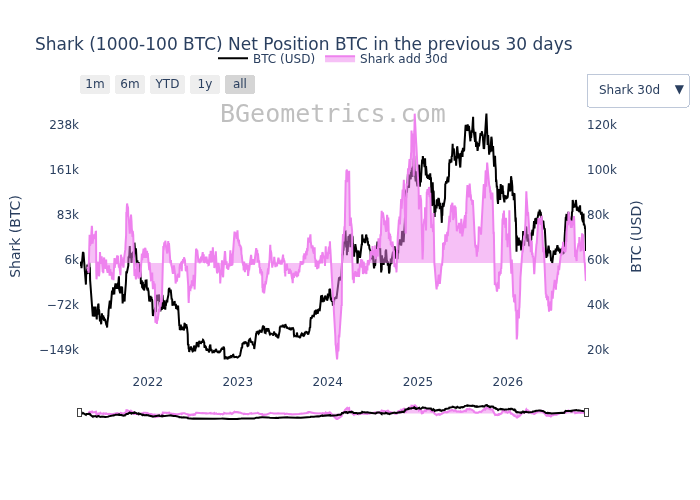 Shark (1000-100 BTC) Net Position BTC in the previous 30 days
BTC (USD) Shark add 30d
1m 6m YTD 1y all
Shark 30d ▼
BGeometrics.com
238k 120k
161k 100k
83k 80k
6k 60k
−72k 40k
−149k 20k
Shark (BTC)
BTC (USD)
2022 2023 2024 2025 2026